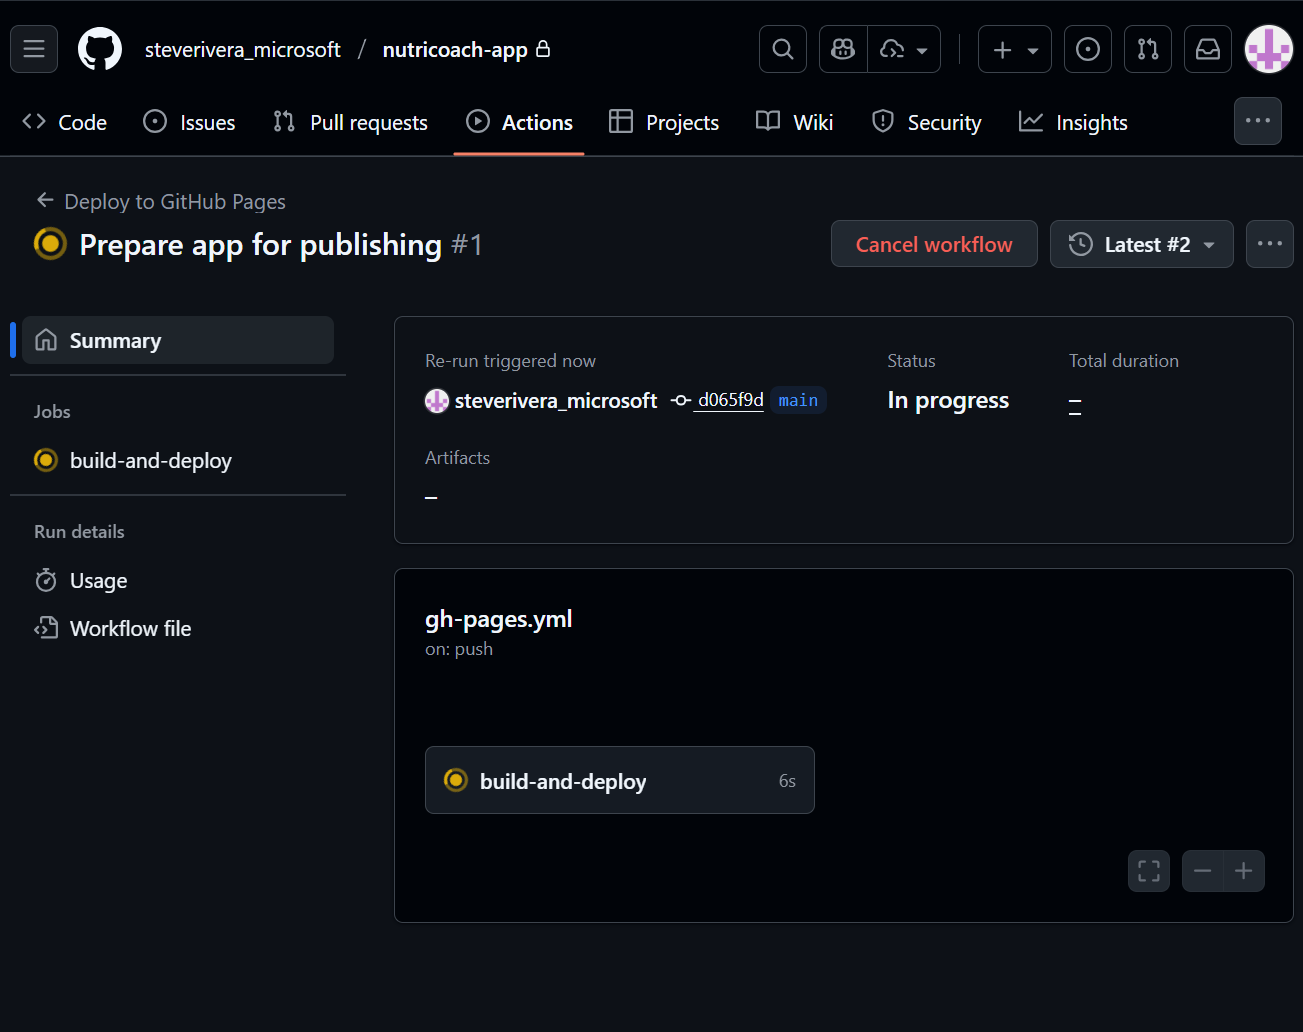 steverivera_microsoft / nutricoach-app
Code Issues Pull requests Actions Projects Wiki Security Insights
Deploy to GitHub Pages
Prepare app for publishing #1
Cancel workflow
Latest #2
Summary
Jobs
build-and-deploy
Run details
Usage
Workflow file
Re-run triggered now
steverivera_microsoft d065f9d main
Status
In progress
Total duration
–
Artifacts
–
gh-pages.yml
on: push
build-and-deploy 6s